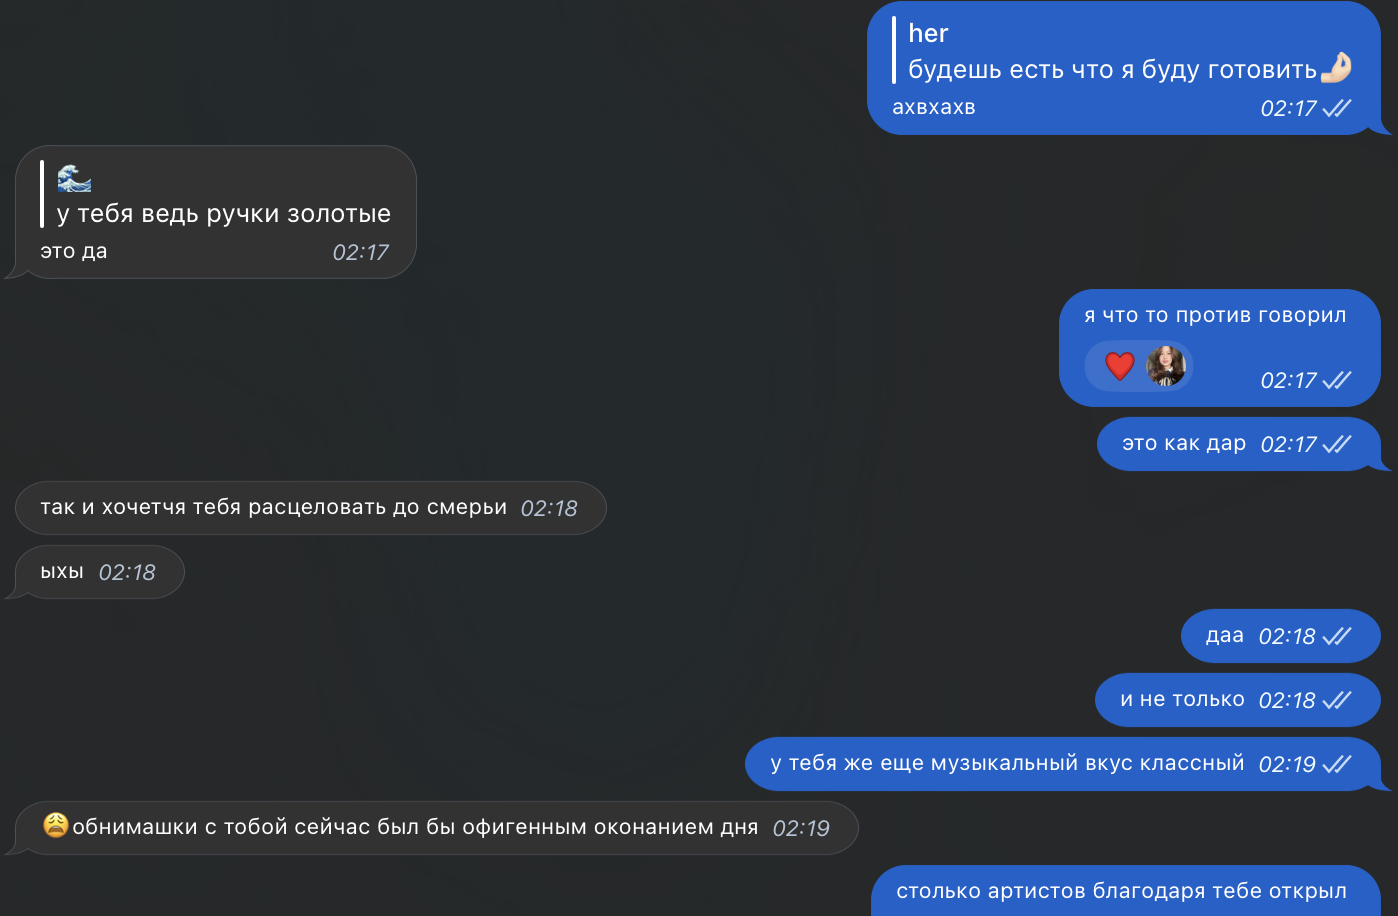 her
будешь есть что я буду готовить🤌🏻
ахвхахв 02:17
🌊
у тебя ведь ручки золотые
это да 02:17
я что то против говорил
❤️ 02:17
это как дар 02:17
так и хочетчя тебя расцеловать до смерьи 02:18
ыхы 02:18
даа 02:18
и не только 02:18
у тебя же еще музыкальный вкус классный 02:19
😩обнимашки с тобой сейчас был бы офигенным оконанием дня 02:19
столько артистов благодаря тебе открыл